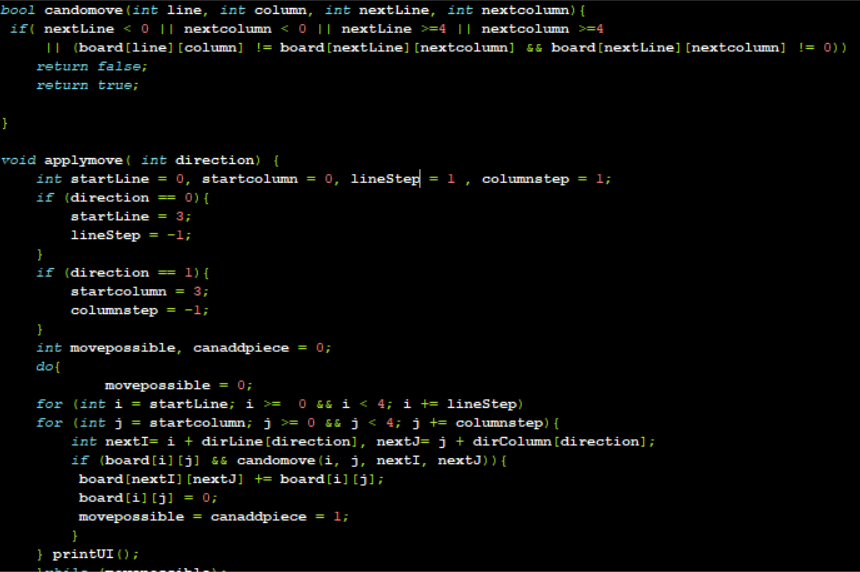 bool candomove(int line, int column, int nextLine, int nextcolumn){
if( nextLine < 0 || nextcolumn < 0 || nextLine >=4 || nextcolumn >=4
|| (board[line][column] != board[nextLine][nextcolumn] && board[nextLine][nextcolumn] != 0))
return false;
return true;
}
void applymove( int direction) {
int startLine = 0, startcolumn = 0, lineStep = 1 , columnstep = 1;
if (direction == 0){
startLine = 3;
lineStep = -1;
}
if (direction == 1){
startcolumn = 3;
columnstep = -1;
}
int movepossible, canaddpiece = 0;
do{
movepossible = 0;
for (int i = startLine; i >= 0 && i < 4; i += lineStep)
for (int j = startcolumn; j >= 0 && j < 4; j += columnstep){
int nextI= i + dirLine[direction], nextJ= j + dirColumn[direction];
if (board[i][j] && candomove(i, j, nextI, nextJ)){
board[nextI][nextJ] += board[i][j];
board[i][j] = 0;
movepossible = canaddpiece = 1;
}
} printUI();
}while (movepossible);